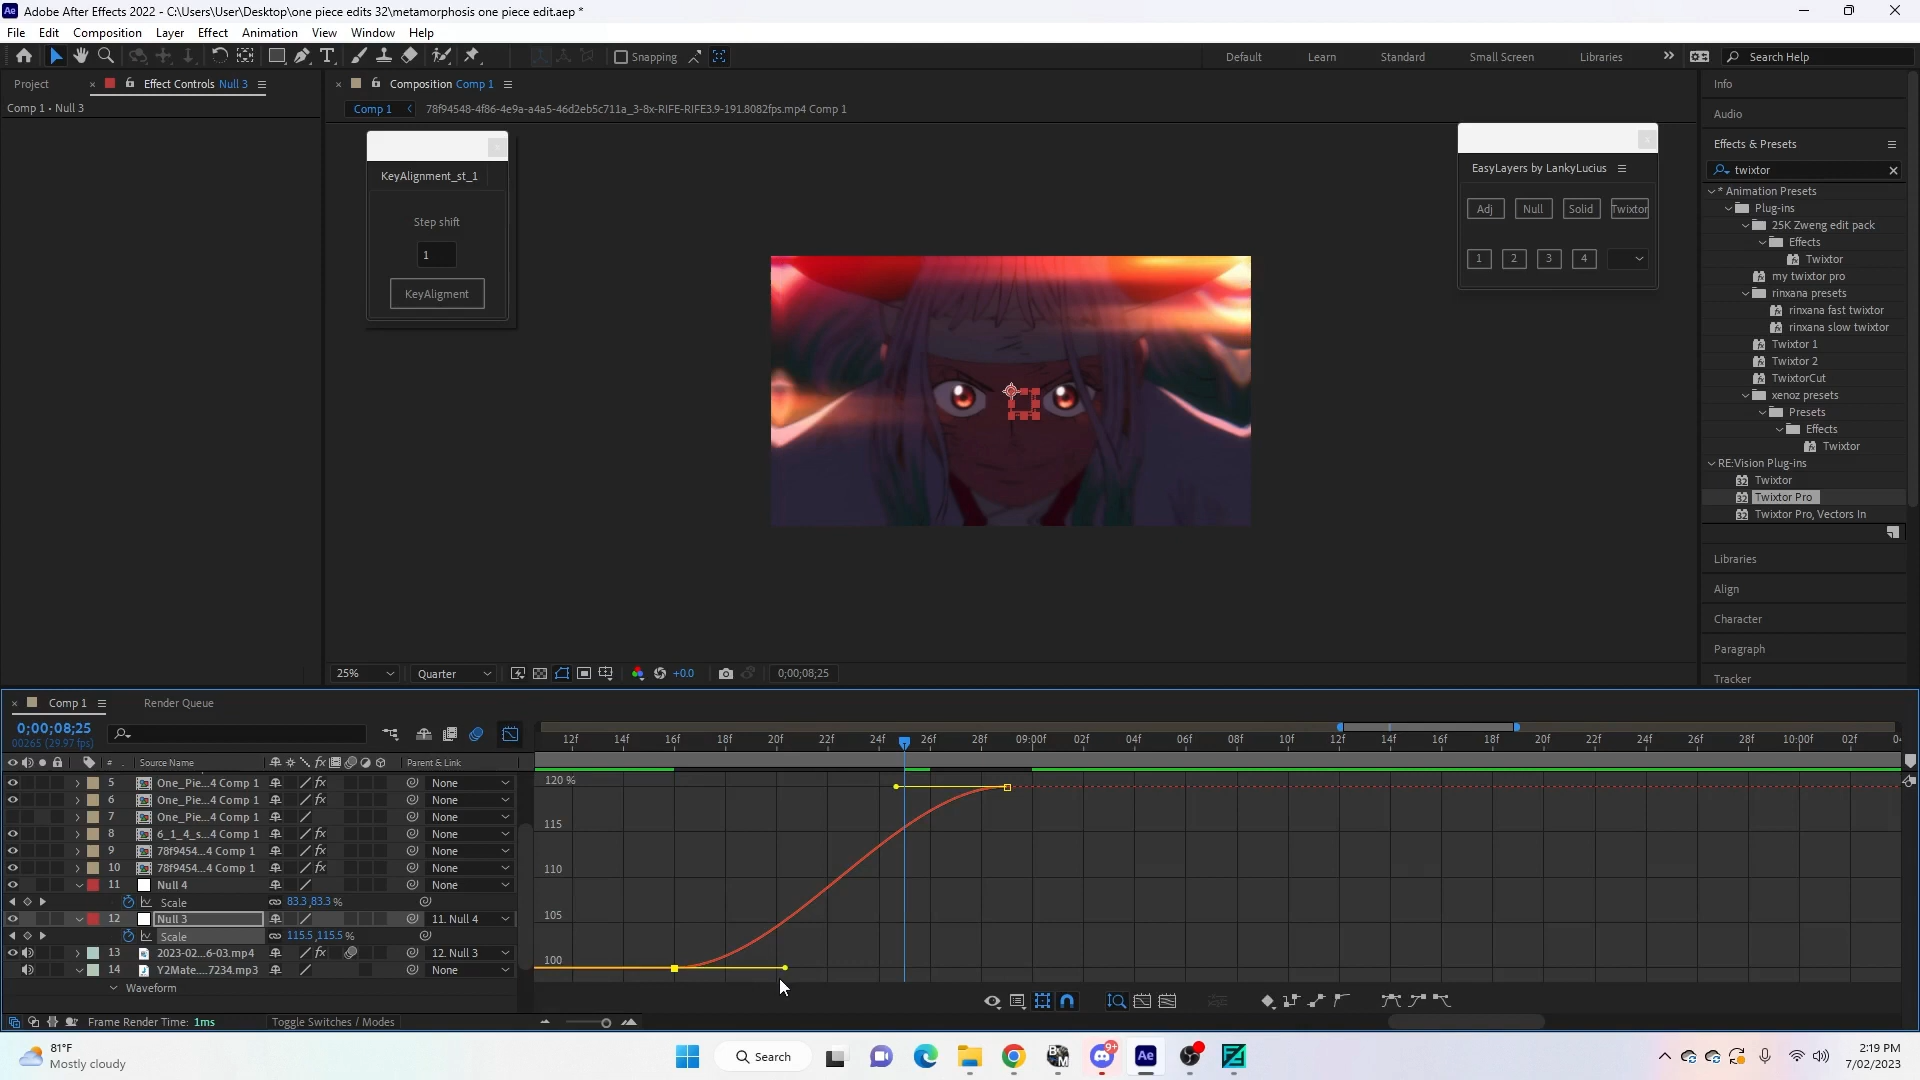 Adobe After Effects 2022 - C:\Users\User\Desktop\one piece edits 32\metamorphosis one piece edit.aep *
File Edit Composition Layer Effect Animation View Window Help
Snapping
Default Learn Standard Small Screen Libraries
Search Help
Project
Effect Controls Null 3
Comp 1 • Null 3
Composition Comp 1
Comp 1
78f94548-4f86-4e9a-a4a5-46d2eb5c711a_3-8x-RIFE-RIFE3.9-191.8082fps.mp4 Comp 1
KeyAlignment_st_1
Step shift
1
KeyAligment
EasyLayers by LankyLucius
Adj Null Solid Twixtor
1 2 3 4
Info
Audio
Effects & Presets
twixtor
* Animation Presets
Plug-ins
25K Zweng edit pack
Effects
Twixtor
my twixtor pro
rinxana presets
rinxana fast twixtor
rinxana slow twixtor
Twixtor 1
Twixtor 2
TwixtorCut
xenoz presets
Presets
Effects
Twixtor
RE:Vision Plug-ins
Twixtor
Twixtor Pro
Twixtor Pro, Vectors In
Libraries
Align
Character
Paragraph
Tracker
25% Quarter +0.0 0;00;08;25
Comp 1
Render Queue
0;00;08;25
00265 (29.97 fps)
12f 14f 16f 18f 20f 22f 24f 26f 28f 09:00f 02f 04f 06f 08f 10f 12f 14f 16f 18f 20f 22f 24f 26f 28f 10:00f 02f
# Source Name Parent & Link
5 One_Pie...4 Comp 1 None
6 One_Pie...4 Comp 1 None
7 One_Pie...4 Comp 1 None
8 6_1_4_s...4 Comp 1 None
9 78f9454...4 Comp 1 None
10 78f9454...4 Comp 1 None
11 Null 4 None
Scale 83.3,83.3 %
12 Null 3 11. Null 4
Scale 115.5,115.5 %
13 2023-02...6-03.mp4 12. Null 3
14 Y2Mate....7234.mp3 None
Waveform
120 %
115
110
105
100
Frame Render Time: 1ms
Toggle Switches / Modes
81°F
Mostly cloudy
Search
9+
2:19 PM
7/02/2023